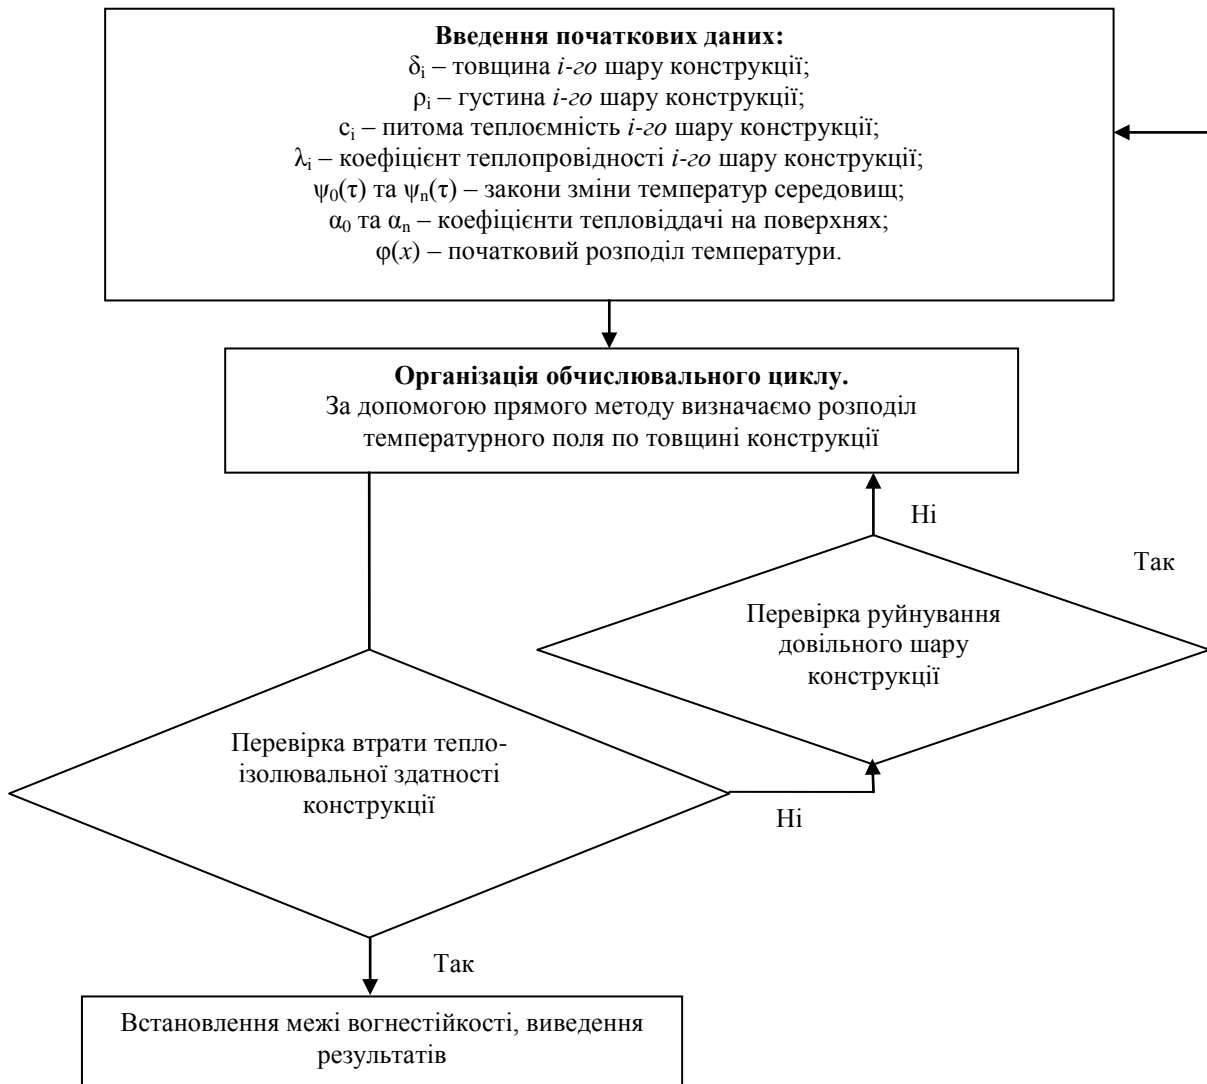 Введення початкових даних:
δi – товщина i-го шару конструкції;
ρi – густина i-го шару конструкції;
ci – питома теплоємність i-го шару конструкції;
λi – коефіцієнт теплопровідності i-го шару конструкції;
ψ0(τ) та ψn(τ) – закони зміни температур середовищ;
α0 та αn – коефіцієнти тепловіддачі на поверхнях;
φ(x) – початковий розподіл температури.
Організація обчислювального циклу.
За допомогою прямого методу визначаємо розподіл
температурного поля по товщині конструкції
Ні
Так
Перевірка руйнування
довільного шару
конструкції
Перевірка втрати тепло-
ізолювальної здатності
конструкції
Ні
Так
Встановлення межі вогнестійкості, виведення
результатів